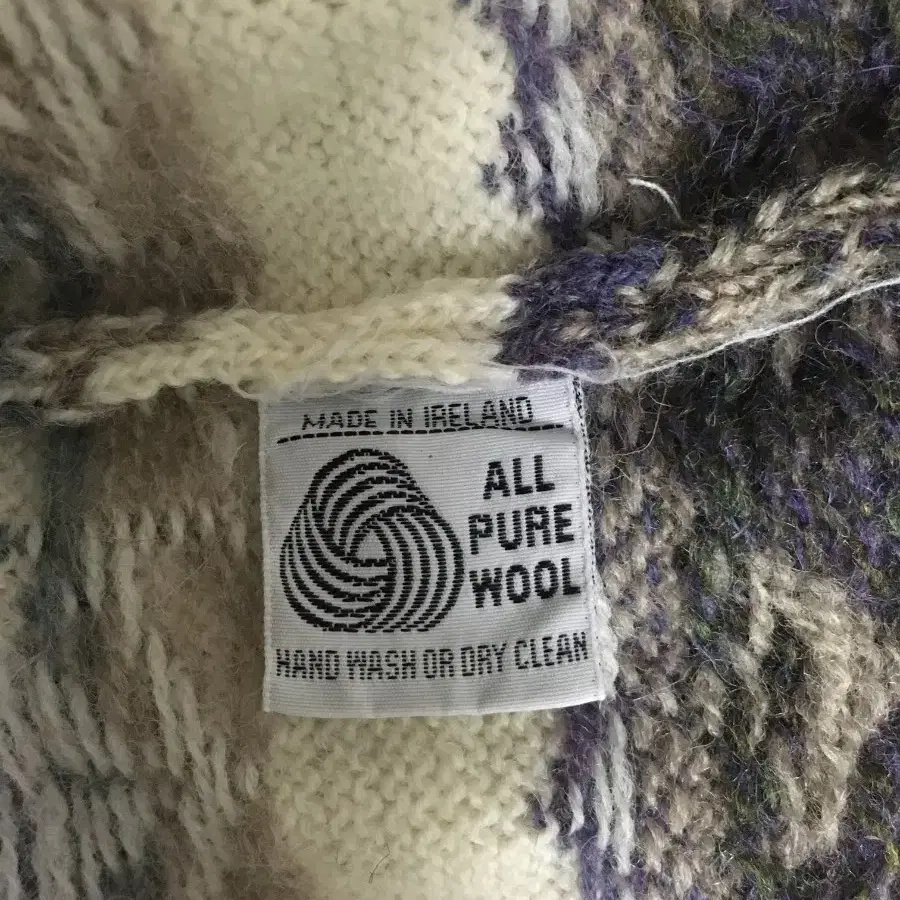 MADE IN IRELAND
ALL
PURE
WOOL
HAND WASH OR DRY CLEAN